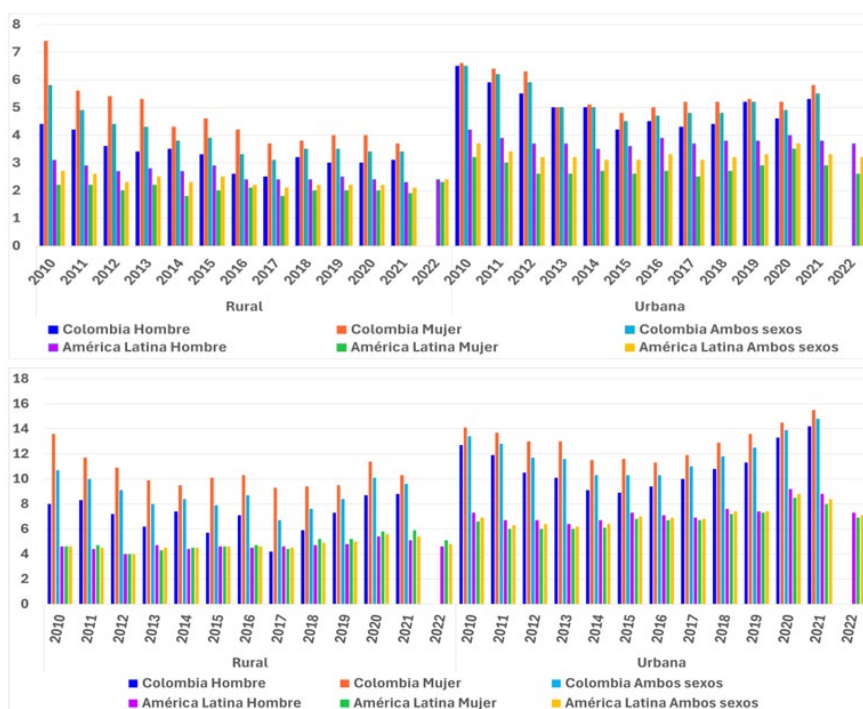 8
7
6
5
4
3
2
1
0
2010 2011 2012 2013 2014 2015 2016 2017 2018 2019 2020 2021 2022 2010 2011 2012 2013 2014 2015 2016 2017 2018 2019 2020 2021 2022
Rural Urbana
Colombia Hombre Colombia Mujer Colombia Ambos sexos
América Latina Hombre América Latina Mujer América Latina Ambos sexos
18
16
14
12
10
8
6
4
2
0
2010 2011 2012 2013 2014 2015 2016 2017 2018 2019 2020 2021 2022 2010 2011 2012 2013 2014 2015 2016 2017 2018 2019 2020 2021 2022
Rural Urbana
Colombia Hombre Colombia Mujer Colombia Ambos sexos
América Latina Hombre América Latina Mujer América Latina Ambos sexos